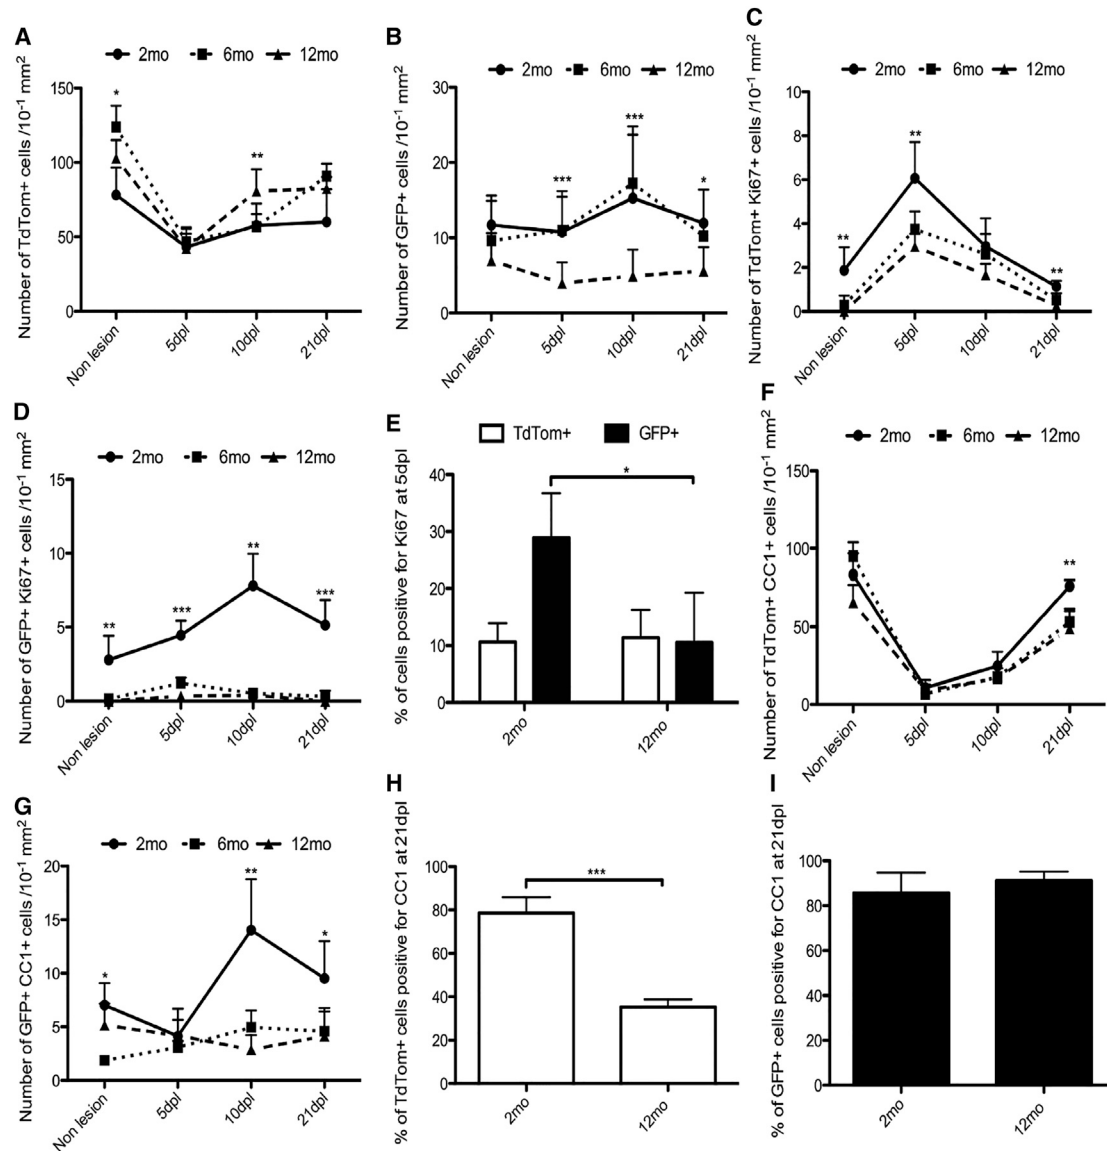 A
2mo 6mo 12mo
Number of TdTom+ cells /10⁻¹ mm²
150
100
50
0
*
**
Non lesion 5dpl 10dpl 21dpl
B
2mo 6mo 12mo
Number of GFP+ cells /10⁻¹ mm²
30
20
10
0
***
***
*
Non lesion 5dpl 10dpl 21dpl
C
2mo 6mo 12mo
Number of TdTom+ Ki67+ cells /10⁻¹ mm²
10
8
6
4
2
0
**
**
**
Non lesion 5dpl 10dpl 21dpl
D
2mo 6mo 12mo
Number of GFP+ Ki67+ cells /10⁻¹ mm²
15
10
5
0
**
***
**
***
Non lesion 5dpl 10dpl 21dpl
E
TdTom+ GFP+
% of cells positive for Ki67 at 5dpl
40
30
20
10
0
*
2mo 12mo
F
2mo 6mo 12mo
Number of TdTom+ CC1+ cells /10⁻¹ mm²
150
100
50
0
**
Non lesion 5dpl 10dpl 21dpl
G
2mo 6mo 12mo
Number of GFP+ CC1+ cells /10⁻¹ mm²
20
15
10
5
0
*
**
*
Non lesion 5dpl 10dpl 21dpl
H
% of TdTom+ cells positive for CC1 at 21dpl
100
80
60
40
20
0
***
2mo 12mo
I
% of GFP+ cells positive for CC1 at 21dpl
100
80
60
40
20
0
2mo 12mo